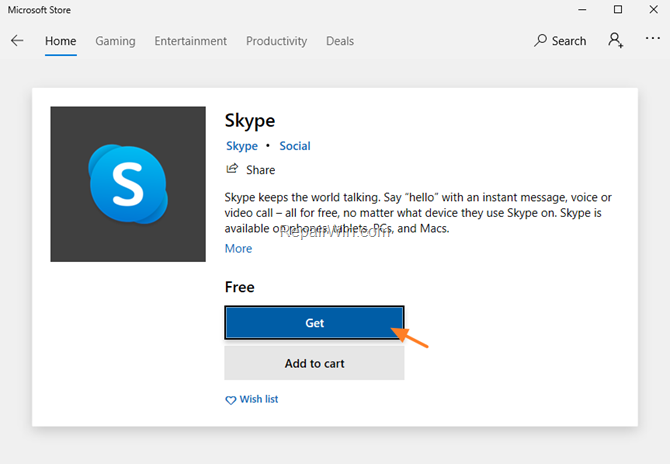 Microsoft Store
Home Gaming Entertainment Productivity Deals Search
S
Skype
Skype • Social
Share
Skype keeps the world talking. Say “hello” with an instant message, voice or
video call – all for free, no matter what device they use Skype on. Skype is
available on phones, tablets, PCs, and Macs.
RepairWin.com
More
Free
Get
Add to cart
Wish list